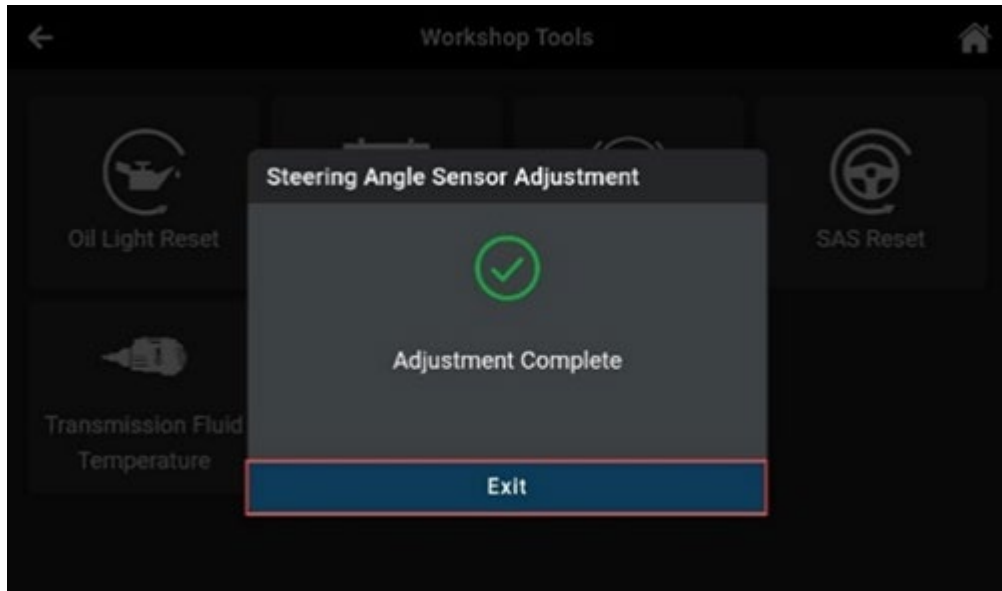 Workshop Tools
Steering Angle Sensor Adjustment
Oil Light Reset
SAS Reset
Adjustment Complete
Transmission Fluid
Temperature
Exit